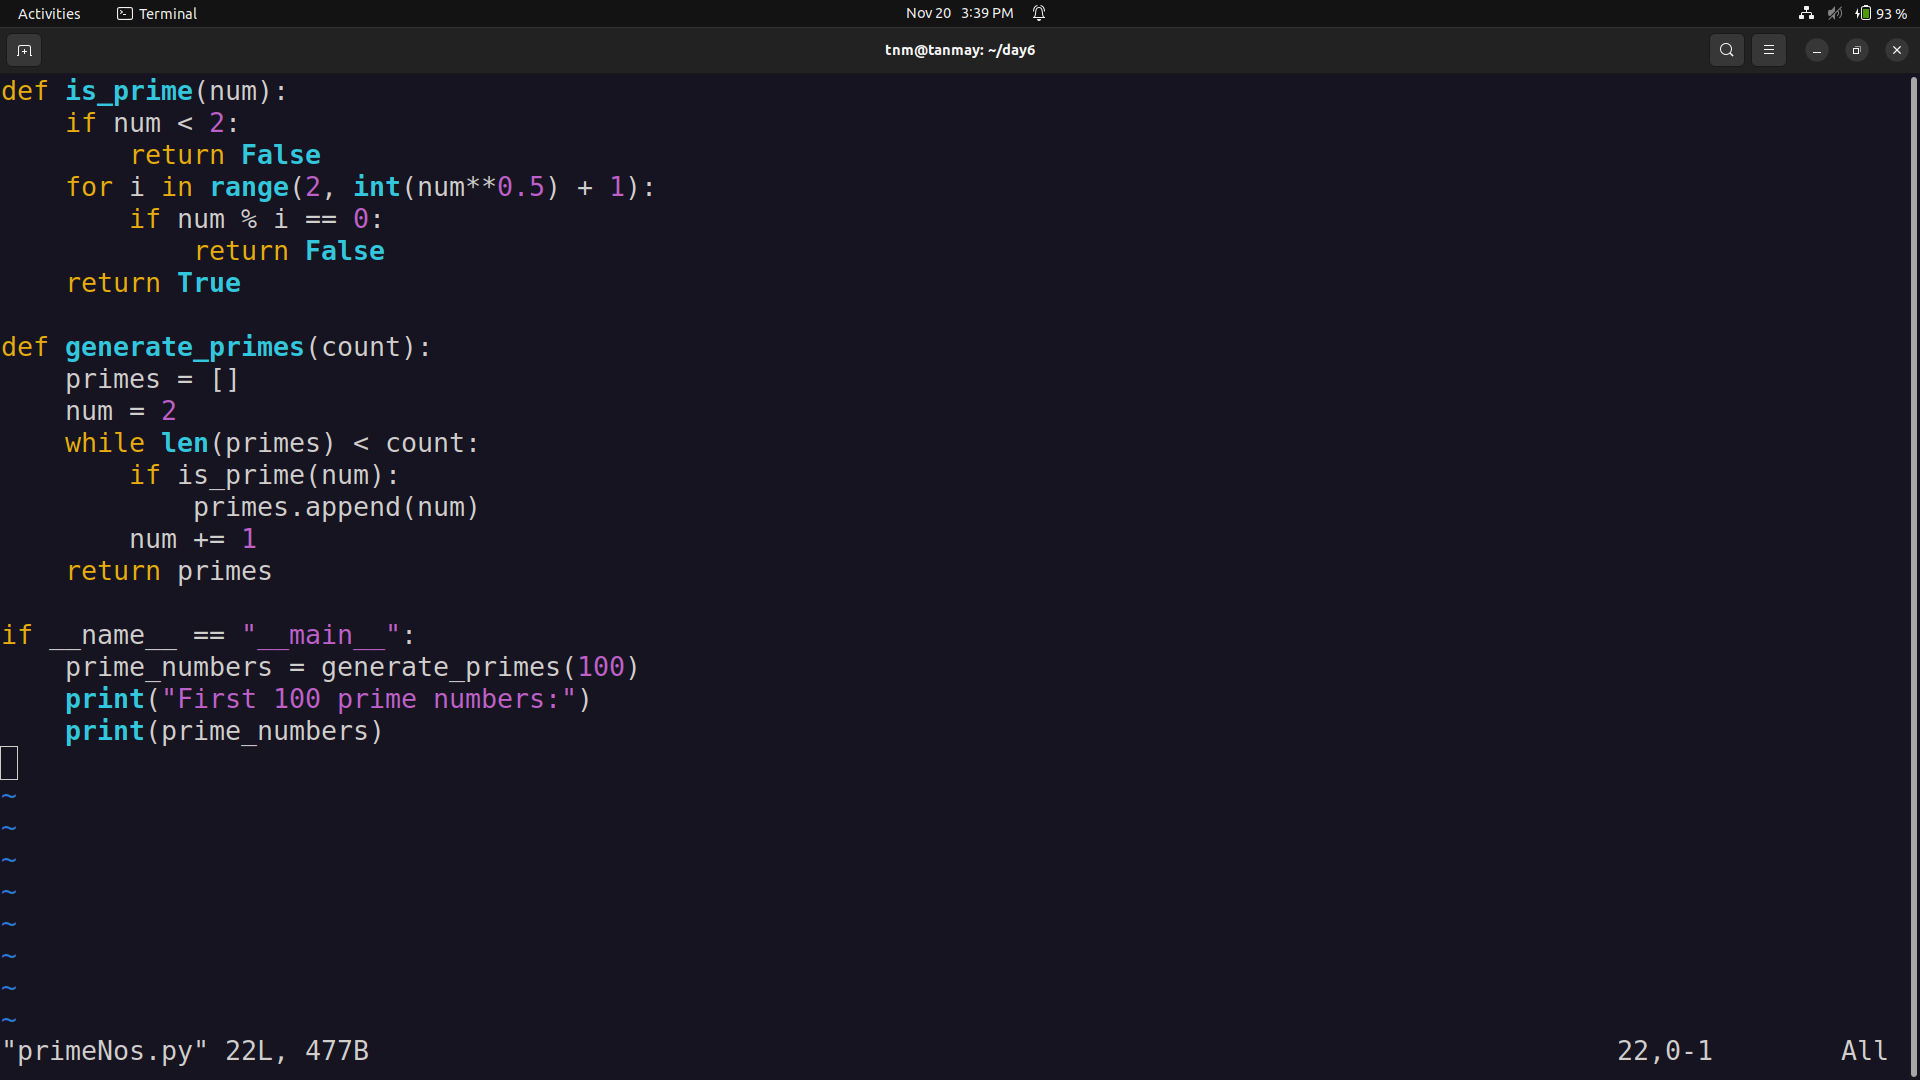 Activities Terminal Nov 20 3:39 PM 93 %
tnm@tanmay: ~/day6
def is_prime(num):
    if num < 2:
        return False
    for i in range(2, int(num**0.5) + 1):
        if num % i == 0:
            return False
    return True

def generate_primes(count):
    primes = []
    num = 2
    while len(primes) < count:
        if is_prime(num):
            primes.append(num)
        num += 1
    return primes

if __name__ == "__main__":
    prime_numbers = generate_primes(100)
    print("First 100 prime numbers:")
    print(prime_numbers)

~
~
~
~
~
~
~
~
"primeNos.py" 22L, 477B 22,0-1 All